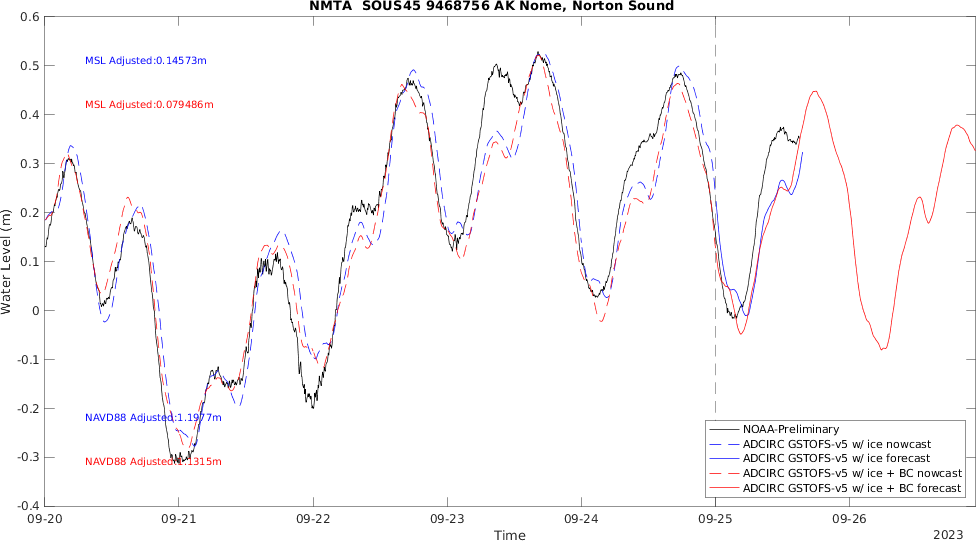 NMTA SOUS45 9468756 AK Nome, Norton Sound
0.6
0.5
0.4
0.3
0.2
0.1
0
-0.1
-0.2
-0.3
-0.4
Water Level (m)
MSL Adjusted:0.14573m
MSL Adjusted:0.079486m
NAVD88 Adjusted:1.1977m
NAVD88 Adjusted:1.1315m
NOAA-Preliminary
ADCIRC GSTOFS-v5 w/ ice nowcast
ADCIRC GSTOFS-v5 w/ ice forecast
ADCIRC GSTOFS-v5 w/ ice + BC nowcast
ADCIRC GSTOFS-v5 w/ ice + BC forecast
09-20 09-21 09-22 09-23 09-24 09-25 09-26
Time
2023